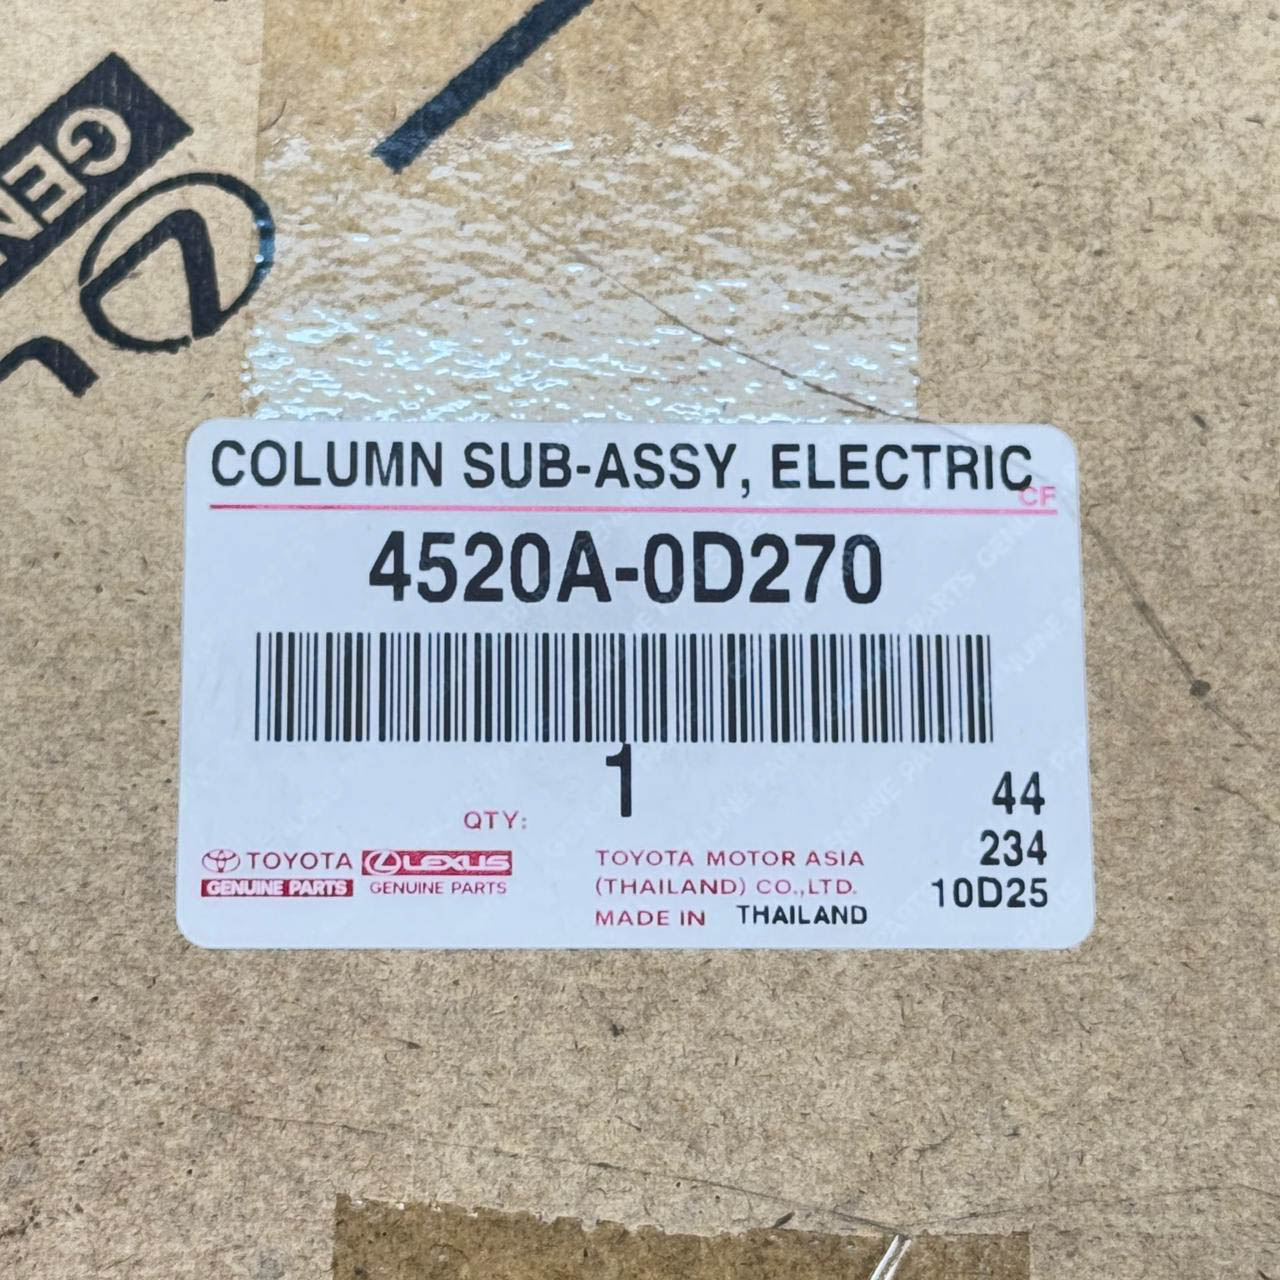 GEN
L
COLUMN SUB-ASSY, ELECTRIC
CF
4520A-0D270
1
QTY:
44
234
10D25
TOYOTA
GENUINE PARTS
LEXUS
GENUINE PARTS
TOYOTA MOTOR ASIA
(THAILAND) CO.,LTD.
MADE IN THAILAND